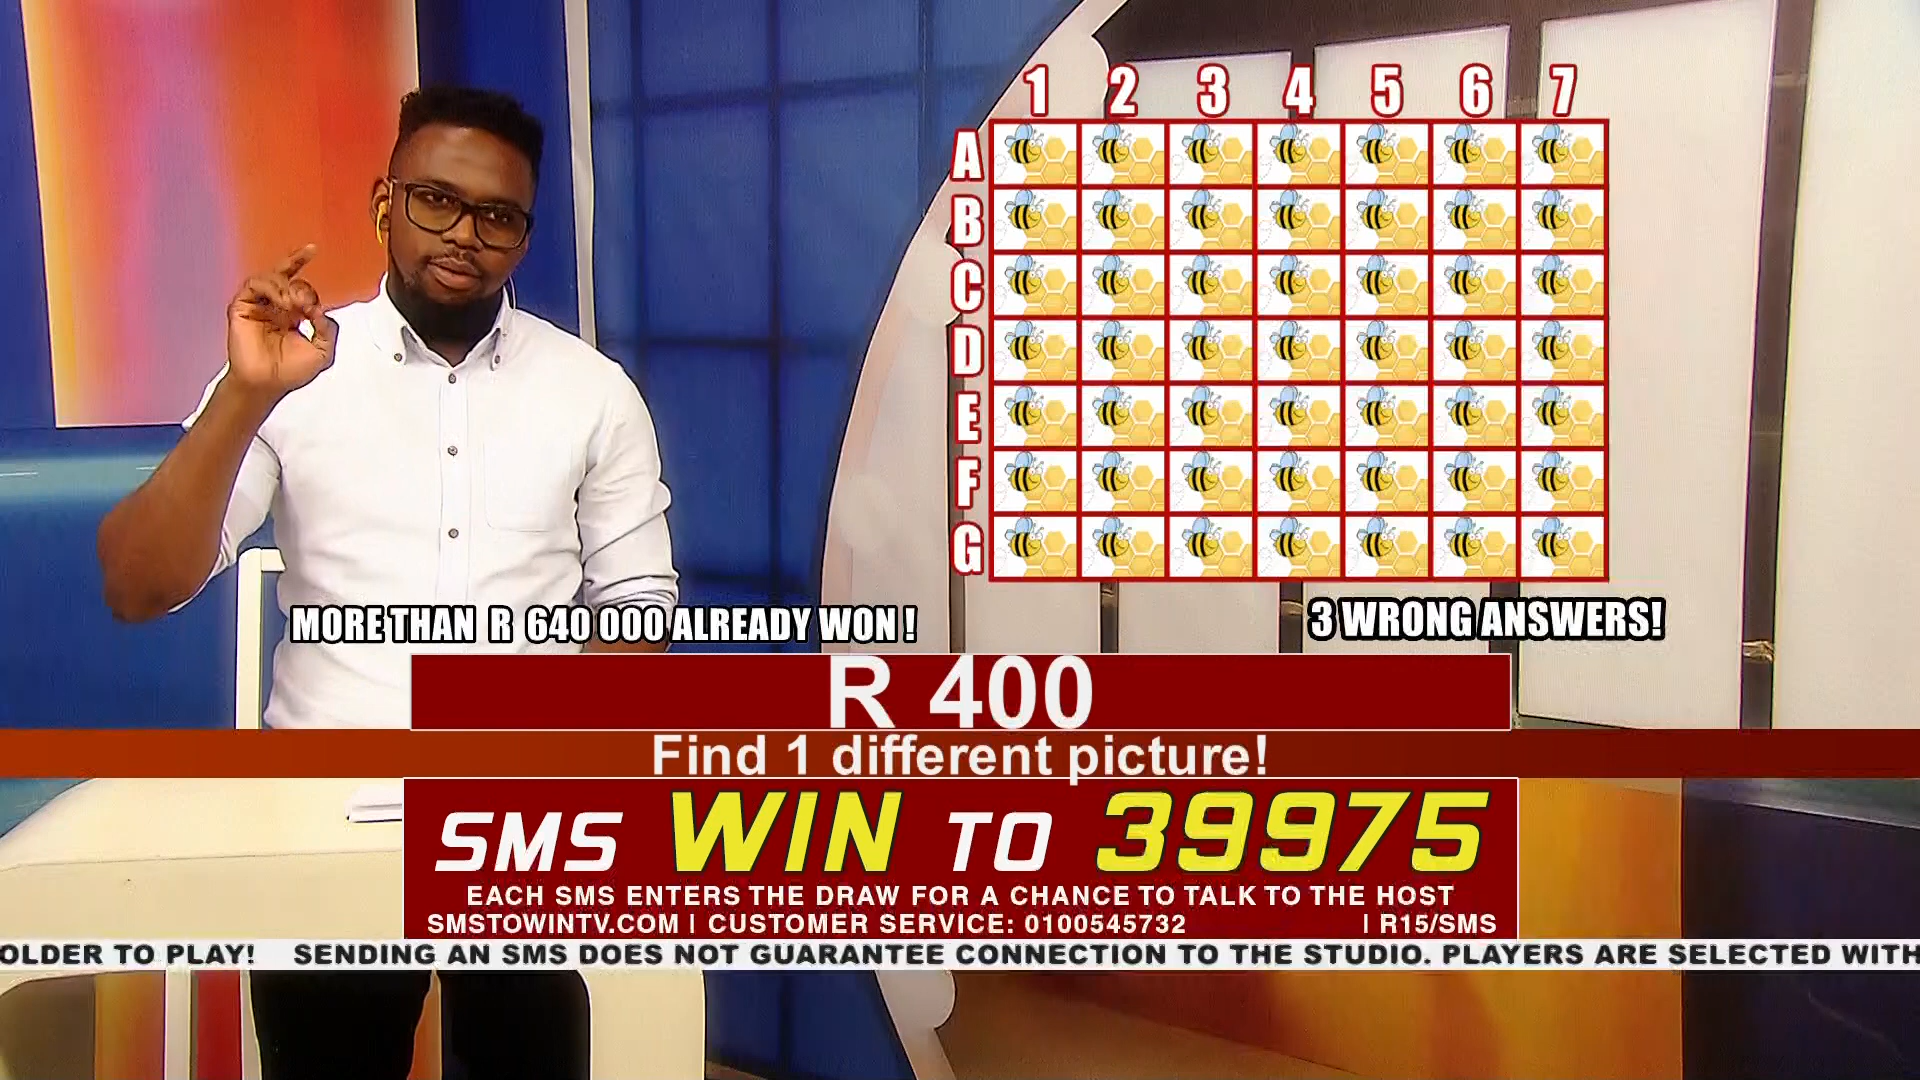 1 2 3 4 5 6 7
A
B
C
D
E
F
G
MORE THAN R 640 000 ALREADY WON !
3 WRONG ANSWERS!
R 400
Find 1 different picture!
SMS WIN TO 39975
EACH SMS ENTERS THE DRAW FOR A CHANCE TO TALK TO THE HOST
SMSTOWINTV.COM | CUSTOMER SERVICE: 0100545732 | R15/SMS
OLDER TO PLAY! SENDING AN SMS DOES NOT GUARANTEE CONNECTION TO THE STUDIO. PLAYERS ARE SELECTED WITH